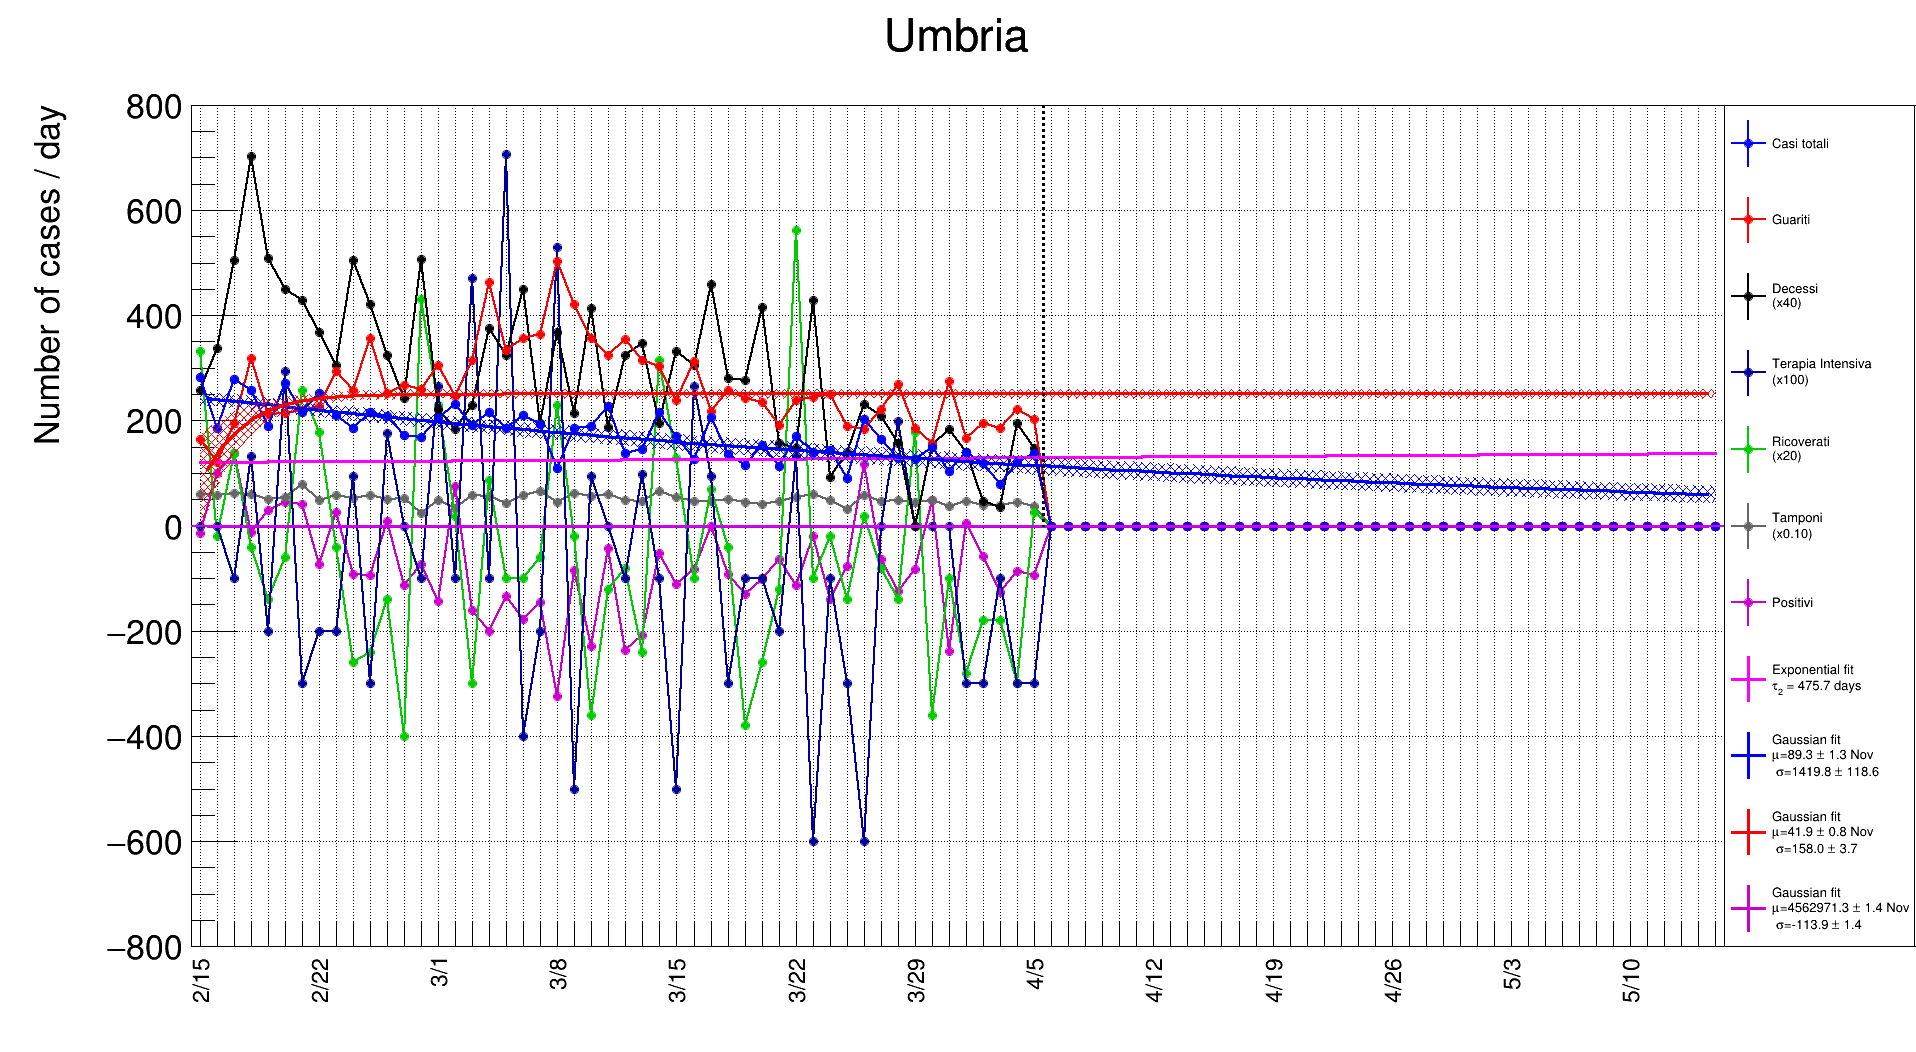 Umbria
Number of cases / day
800
600
400
200
0
−200
−400
−600
−800
2/15
2/22
3/1
3/8
3/15
3/22
3/29
4/5
4/12
4/19
4/26
5/3
5/10
Casi totali
Guariti
Decessi
(x40)
Terapia Intensiva
(x100)
Ricoverati
(x20)
Tamponi
(x0.10)
Positivi
Exponential fit
τ2 = 475.7 days
Gaussian fit
μ=89.3 ± 1.3 Nov
σ=1419.8 ± 118.6
Gaussian fit
μ=41.9 ± 0.8 Nov
σ=158.0 ± 3.7
Gaussian fit
μ=4562971.3 ± 1.4 Nov
σ=-113.9 ± 1.4